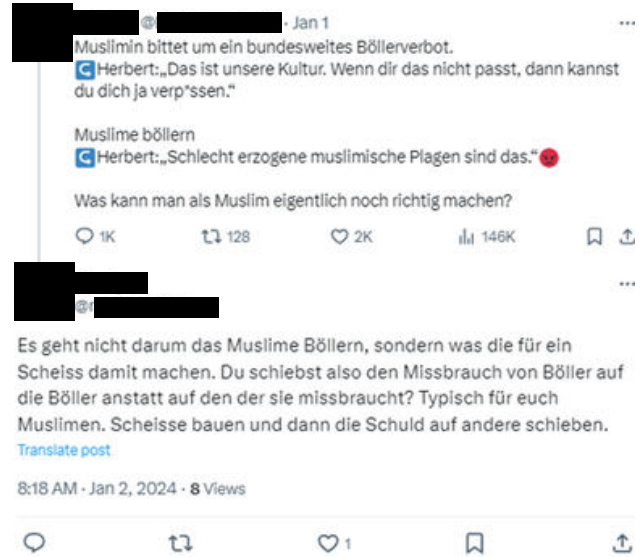 @ · Jan 1
Muslimin bittet um ein bundesweites Böllerverbot.
Herbert:„Das ist unsere Kultur. Wenn dir das nicht passt, dann kannst
du dich ja verp*ssen.“
Muslime böllern
Herbert:„Schlecht erzogene muslimische Plagen sind das.“😡
Was kann man als Muslim eigentlich noch richtig machen?
1K 128 2K 146K
@
Es geht nicht darum das Muslime Böllern, sondern was die für ein
Scheiss damit machen. Du schiebst also den Missbrauch von Böller auf
die Böller anstatt auf den der sie missbraucht? Typisch für euch
Muslimen. Scheisse bauen und dann die Schuld auf andere schieben.
Translate post
8:18 AM · Jan 2, 2024 · 8 Views
1